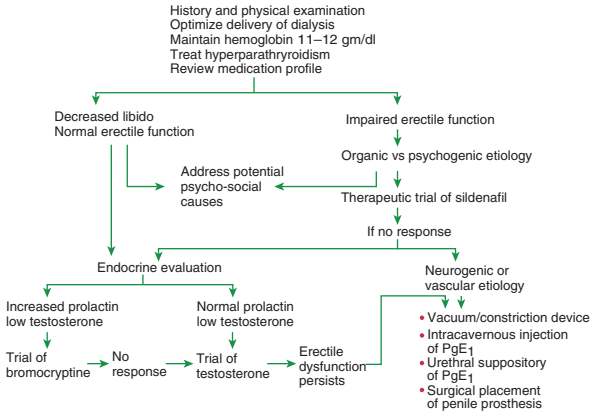 History and physical examination
Optimize delivery of dialysis
Maintain hemoglobin 11–12 gm/dl
Treat hyperparathryroidism
Review medication profile
Decreased libido
Normal erectile function
Impaired erectile function
Organic vs psychogenic etiology
Address potential
psycho-social
causes
Therapeutic trial of sildenafil
If no response
Endocrine evaluation
Neurogenic or
vascular etiology
Increased prolactin
low testosterone
Normal prolactin
low testosterone
Trial of
bromocryptine
No
response
Trial of
testosterone
Erectile
dysfunction
persists
• Vacuum/constriction device
• Intracavernous injection
of PgE1
• Urethral suppository
of PgE1
• Surgical placement
of penile prosthesis